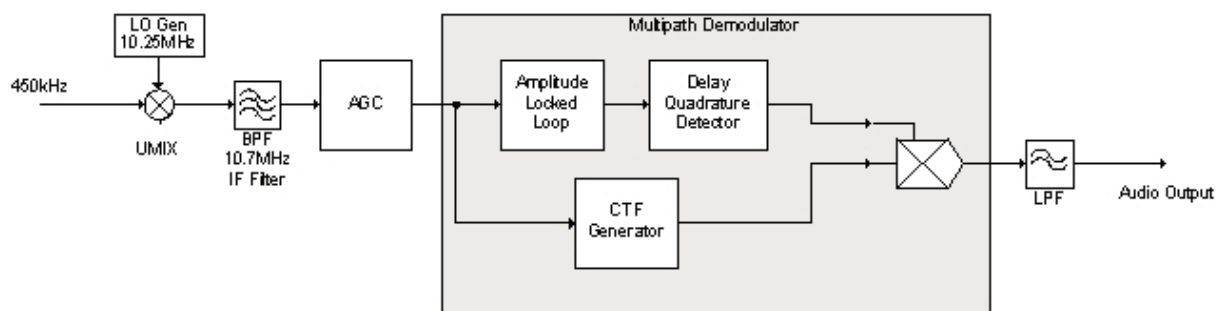 Multipath Demodulator
LO Gen
10.25MHz
450kHz
UMIX
BPF
10.7MHz
IF Filter
AGC
Amplitude
Locked
Loop
Delay
Quadrature
Detector
CTF
Generator
LPF
Audio Output